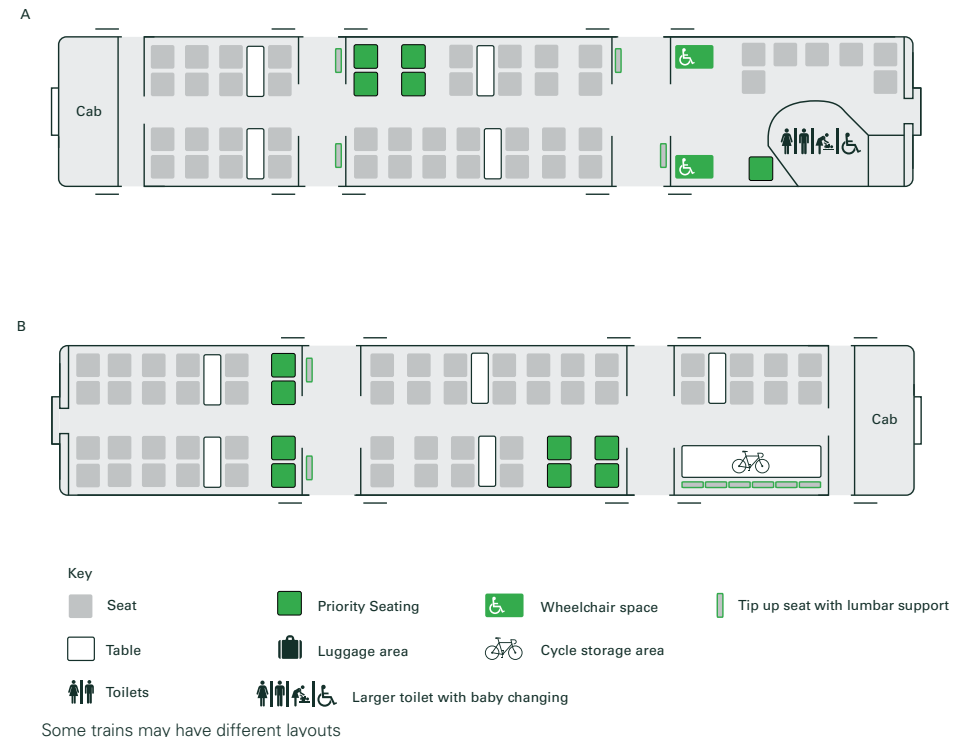 A
Cab
B
Cab
Key
Seat
Priority Seating
Wheelchair space
Tip up seat with lumbar support
Table
Luggage area
Cycle storage area
Toilets
Larger toilet with baby changing
Some trains may have different layouts